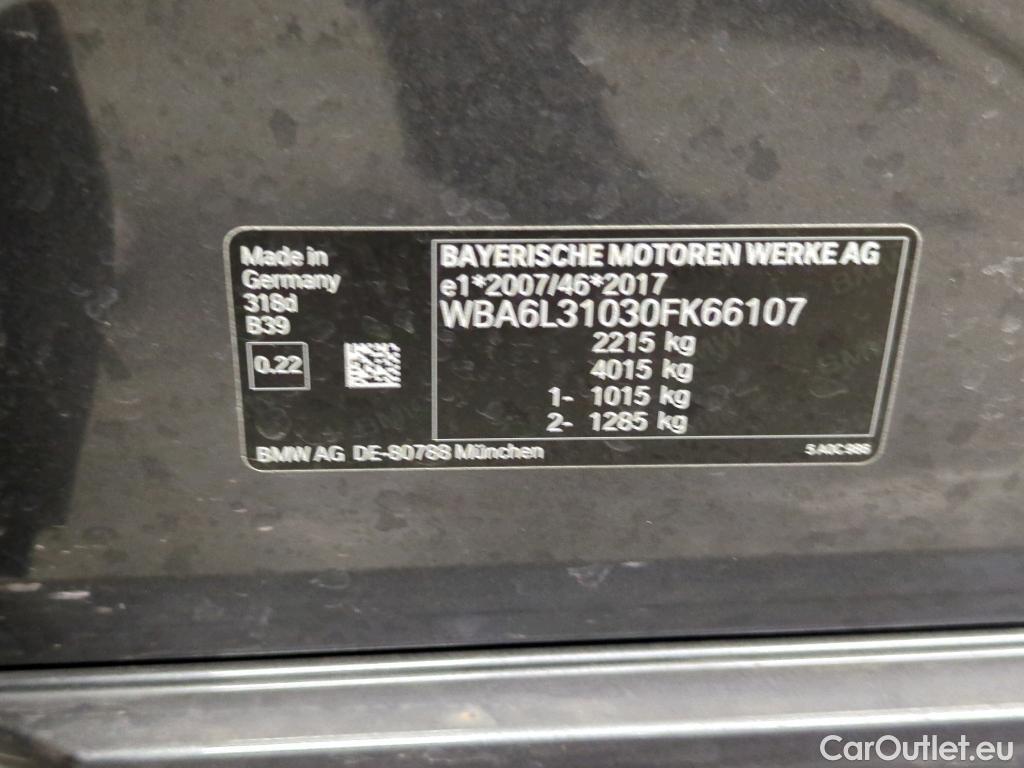 Made in
Germany
318d
B39
0.22
BMW AG DE-80788 München
BAYERISCHE MOTOREN WERKE AG
e1*2007/46*2017
WBA6L31030FK66107
2215 kg
4015 kg
1- 1015 kg
2- 1285 kg
CarOutlet.eu